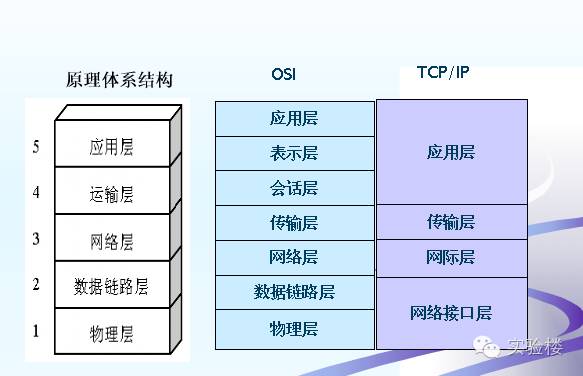 原理体系结构
5 应用层
4 运输层
3 网络层
2 数据链路层
1 物理层
OSI
应用层
表示层
会话层
传输层
网络层
数据链路层
物理层
TCP/IP
应用层
传输层
网际层
网络接口层
实验楼